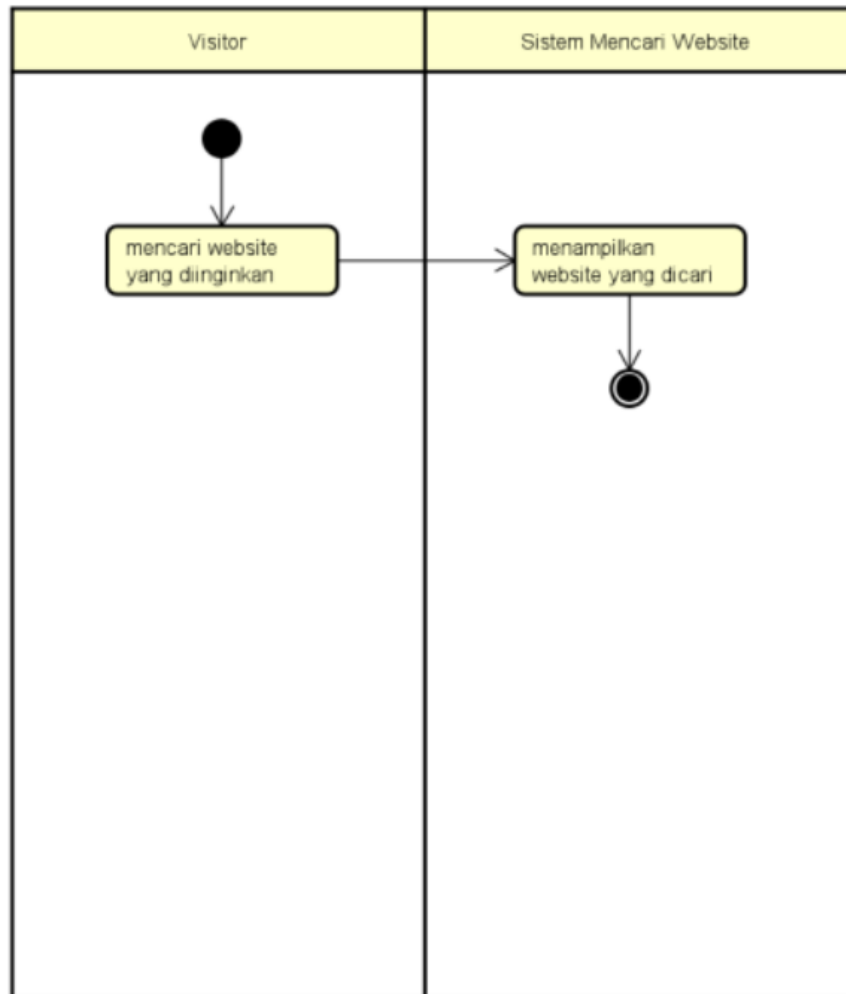 Visitor
Sistem Mencari Website
mencari website
yang diinginkan
menampilkan
website yang dicari